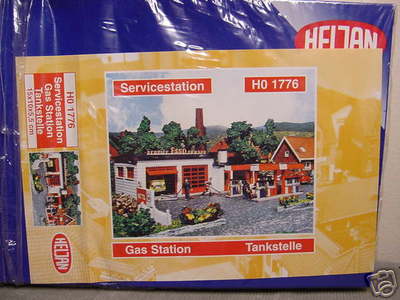 HELJAN
Servicestation
H0 1776
Gas Station
Tankstelle
H0 1776
Servicestation
Gas Station
Tankstelle
HELJAN